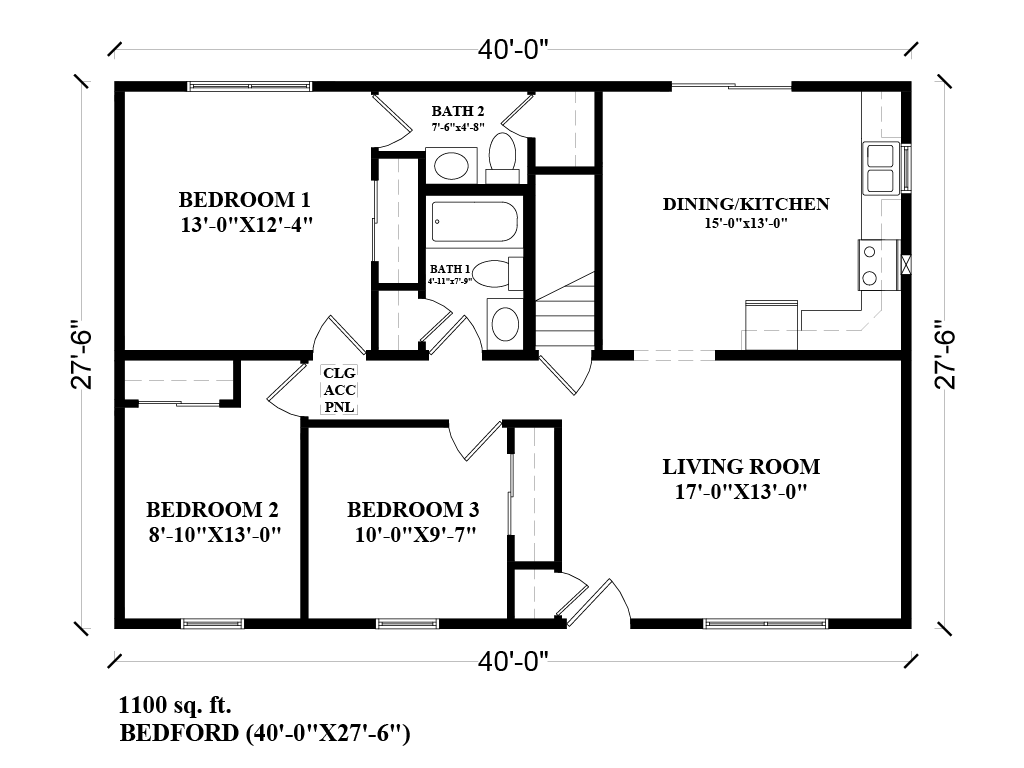 40'-0"
BATH 2
7'-6"x4'-8"
BEDROOM 1
13'-0"X12'-4"
DINING/KITCHEN
15'-0"x13'-0"
BATH 1
4'-11"x7'-9"
27'-6"
27'-6"
CLG
ACC
PNL
LIVING ROOM
17'-0"X13'-0"
BEDROOM 2
8'-10"X13'-0"
BEDROOM 3
10'-0"X9'-7"
40'-0"
1100 sq. ft.
BEDFORD (40'-0"X27'-6")